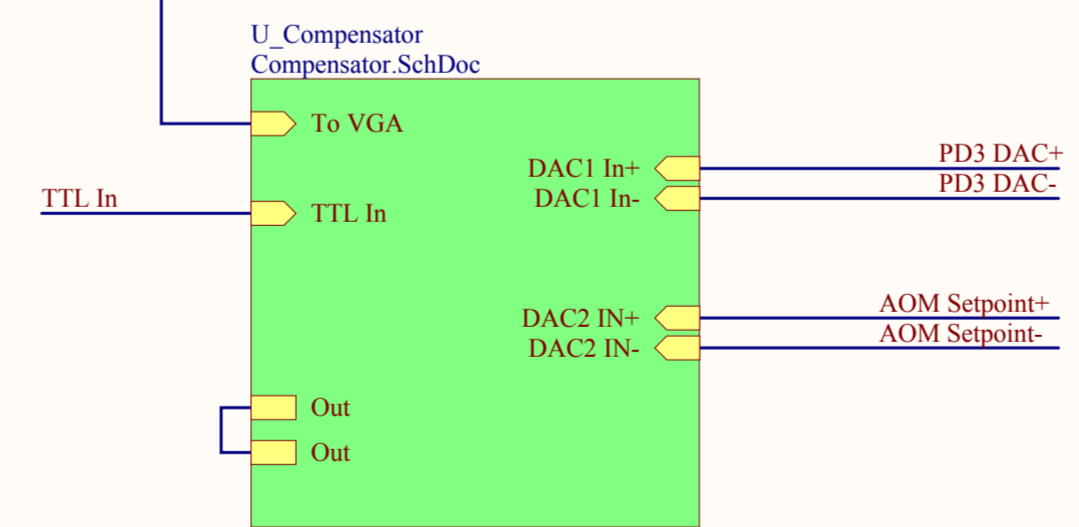 U_Compensator
Compensator.SchDoc
To VGA
DAC1 In+
PD3 DAC+
DAC1 In-
PD3 DAC-
TTL In
TTL In
DAC2 IN+
AOM Setpoint+
DAC2 IN-
AOM Setpoint-
Out
Out